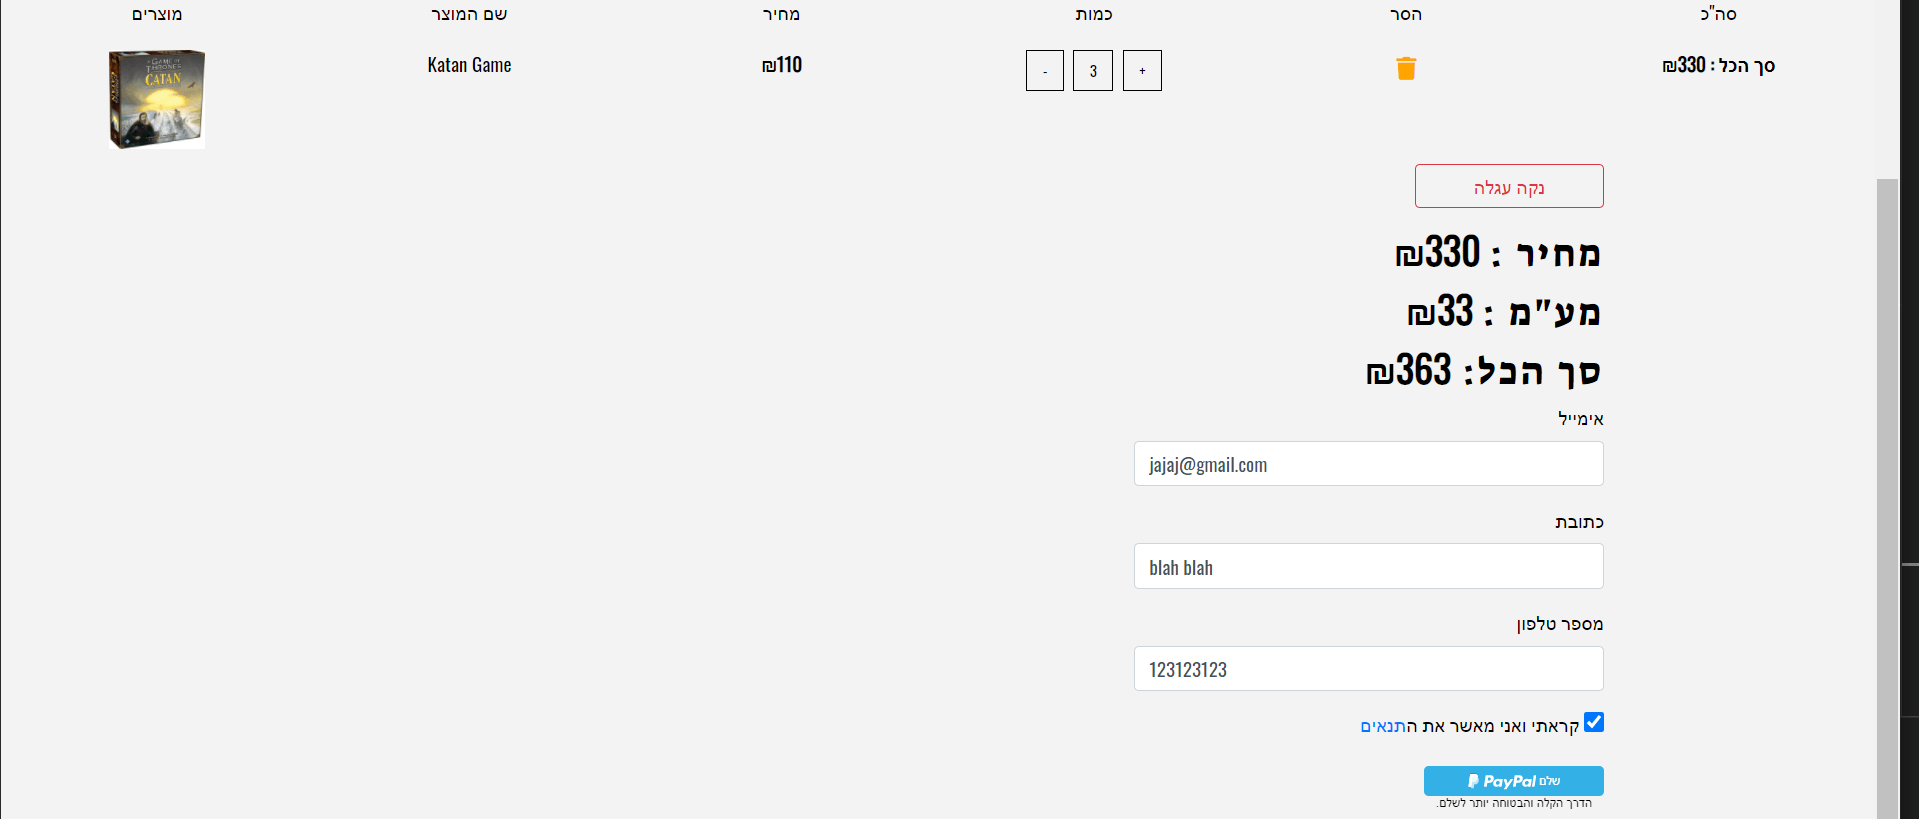 מוצרים
שם המוצר
מחיר
כמות
הסר
סה"כ
A GAME OF
THRONES
CATAN
Katan Game
₪110
-
3
+
סך הכל : ₪330
נקה עגלה
מחיר : ₪330
מע"מ : ₪33
סך הכל: ₪363
אימייל
jajaj@gmail.com
כתובת
blah blah
מספר טלפון
123123123
קראתי ואני מאשר את התנאים
שלם PayPal
הדרך הקלה והבטוחה יותר לשלם.